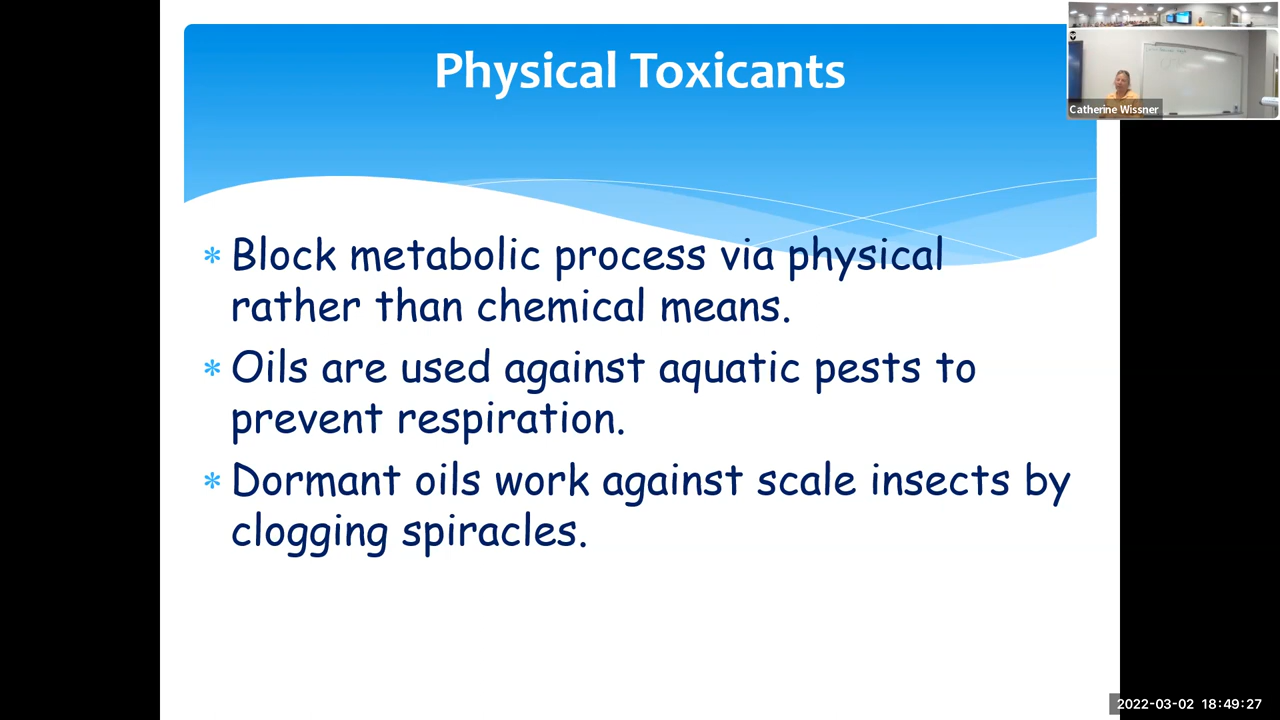 Physical Toxicants
Catherine Wissner
* Block metabolic process via physical
rather than chemical means.
* Oils are used against aquatic pests to
prevent respiration.
* Dormant oils work against scale insects by
clogging spiracles.
2022-03-02 18:49:27